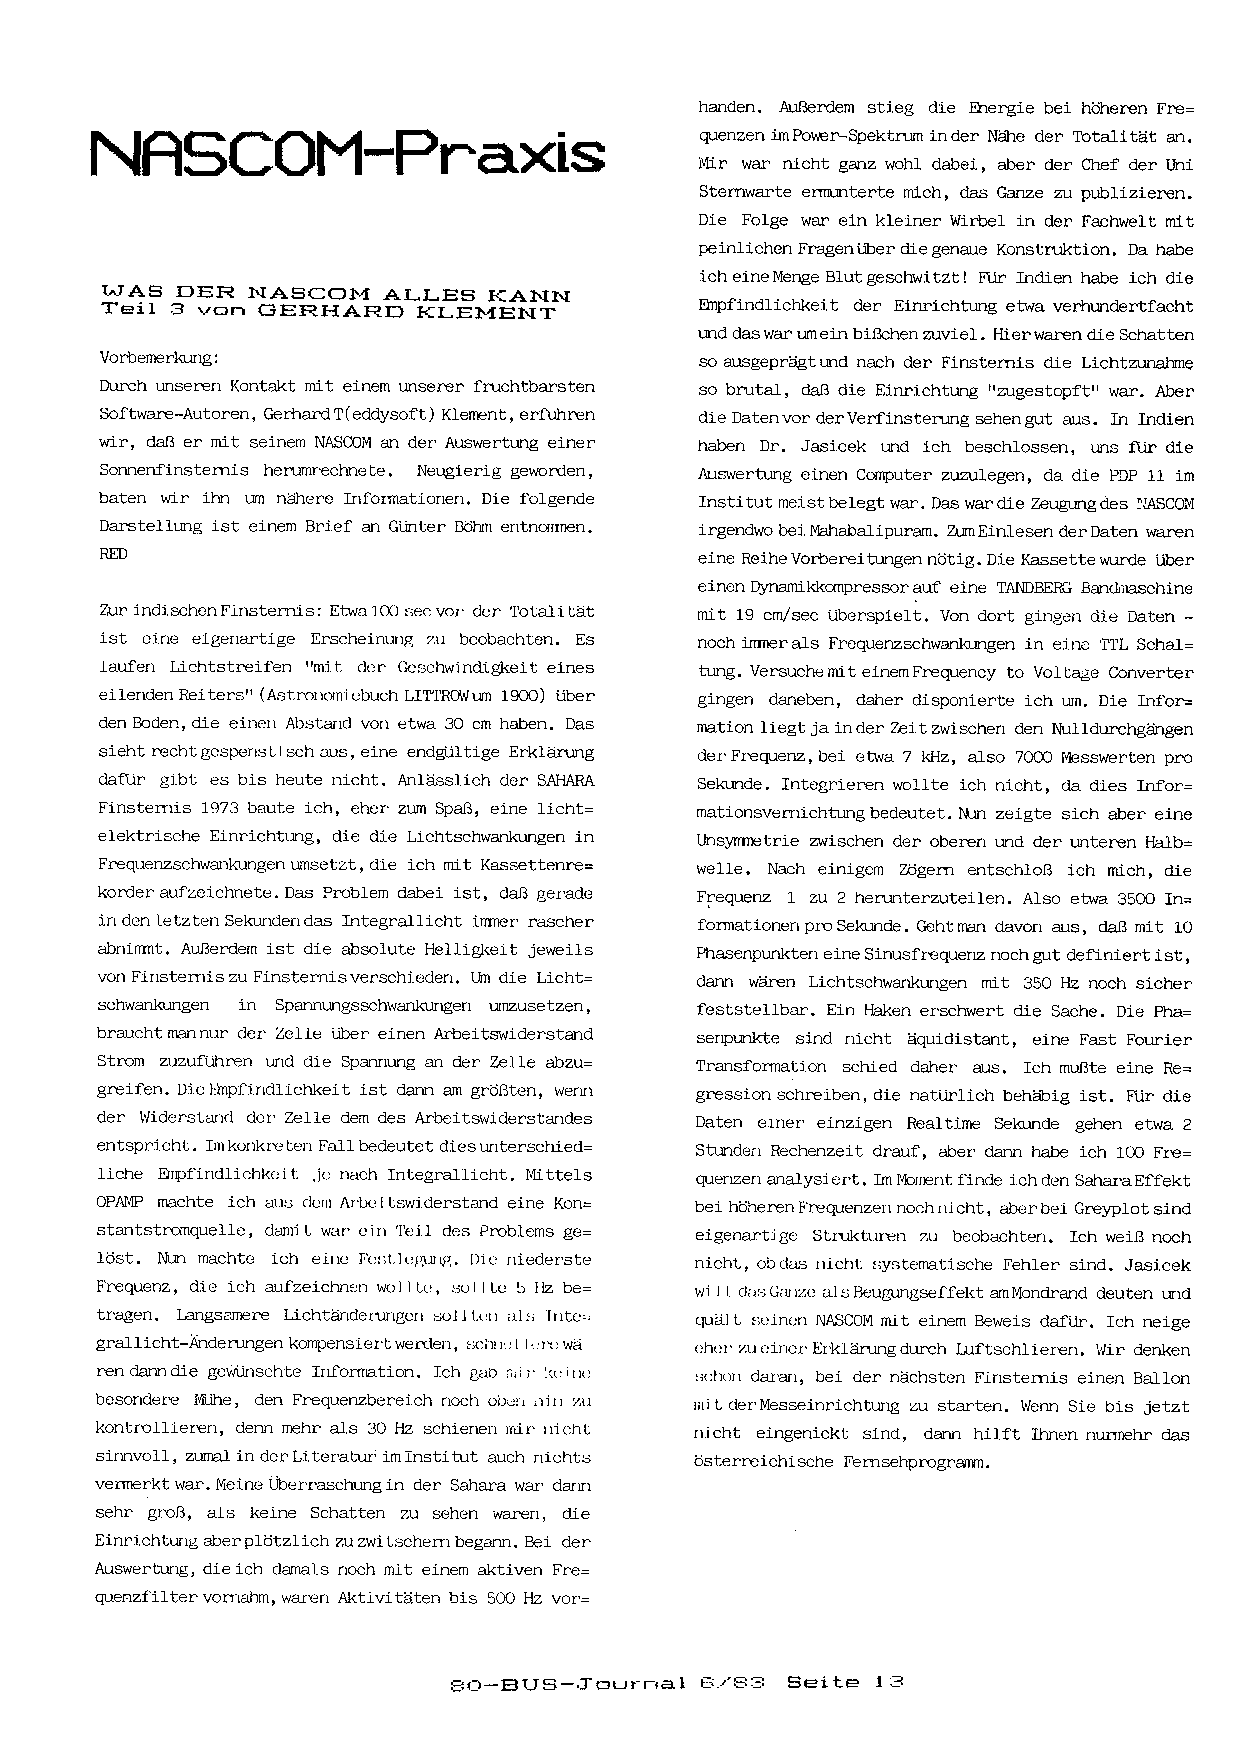 NASCOM-Praxis
WAS DER NASCOM ALLES KANN
Teil 3 von GERHARD KLEMENT
Vorbemerkung:
Durch unseren Kontakt mit einem unserer fruchtbarsten
Software-Autoren, Gerhard T(eddysoft) Klement, erfuhren
wir, daß er mit seinem NASCOM an der Auswertung einer
Sonnenfinsternis herumrechnete. Neugierig geworden,
baten wir ihn um nähere Informationen. Die folgende
Darstellung ist einem Brief an Günter Böhm entnommen.
RED
Zur indischen Finsternis: Etwa 100 sec vor der Totalität
ist eine eigenartige Erscheinung zu beobachten. Es
laufen Lichtstreifen "mit der Geschwindigkeit eines
eilenden Reiters" (Astronomiebuch LITTROW um 1900) über
den Boden, die einen Abstand von etwa 30 cm haben. Das
sieht recht gespenstisch aus, eine endgültige Erklärung
dafür gibt es bis heute nicht. Anlässlich der SAHARA
Finsternis 1973 baute ich, eher zum Spaß, eine licht=
elektrische Einrichtung, die die Lichtschwankungen in
Frequenzschwankungen umsetzt, die ich mit Kassettenre=
korder aufzeichnete. Das Problem dabei ist, daß gerade
in den letzten Sekunden das Integrallicht immer rascher
abnimmt. Außerdem ist die absolute Helligkeit jeweils
von Finsternis zu Finsternis verschieden. Um die Licht=
schwankungen in Spannungsschwankungen umzusetzen,
braucht man nur der Zelle über einen Arbeitswiderstand
Strom zuzuführen und die Spannung an der Zelle abzu=
greifen. Die Empfindlichkeit ist dann am größten, wenn
der Widerstand der Zelle dem des Arbeitswiderstandes
entspricht. Im konkreten Fall bedeutet dies unterschied=
liche Empfindlichkeit je nach Integrallicht. Mittels
OPAMP machte ich aus dem Arbeitswiderstand eine Kon=
stantstromquelle, damit war ein Teil des Problems ge=
löst. Nun machte ich eine Festlegung. Die niederste
Frequenz, die ich aufzeichnen wollte, sollte 5 Hz be=
tragen. Langsamere Lichtänderungen sollten als Inte=
grallicht-Änderungen kompensiert werden, schnellere wä
ren dann die gewünschte Information. Ich gab mir keine
besondere Mühe, den Frequenzbereich noch oben hin zu
kontrollieren, denn mehr als 30 Hz schienen mir nicht
sinnvoll, zumal in der Literatur im Institut auch nichts
vermerkt war. Meine Überraschung in der Sahara war dann
sehr groß, als keine Schatten zu sehen waren, die
Einrichtung aber plötzlich zu zwitschern begann. Bei der
Auswertung, die ich damals noch mit einem aktiven Fre=
quenzfilter vornahm, waren Aktivitäten bis 500 Hz vor=
handen. Außerdem stieg die Energie bei höheren Fre=
quenzen im Power-Spektrum in der Nähe der Totalität an.
Mir war nicht ganz wohl dabei, aber der Chef der Uni
Sternwarte ermunterte mich, das Ganze zu publizieren.
Die Folge war ein kleiner Wirbel in der Fachwelt mit
peinlichen Fragen über die genaue Konstruktion. Da habe
ich eine Menge Blut geschwitzt! Für Indien habe ich die
Empfindlichkeit der Einrichtung etwa verhundertfacht
und das war um ein bißchen zuviel. Hier waren die Schatten
so ausgeprägt und nach der Finsternis die Lichtzunahme
so brutal, daß die Einrichtung "zugestopft" war. Aber
die Daten vor der Verfinsterung sehen gut aus. In Indien
haben Dr. Jasicek und ich beschlossen, uns für die
Auswertung einen Computer zuzulegen, da die PDP 11 im
Institut meist belegt war. Das war die Zeugung des NASCOM
irgendwo bei Mahabalipuram. Zum Einlesen der Daten waren
eine Reihe Vorbereitungen nötig. Die Kassette wurde über
einen Dynamikkompressor auf eine TANDBERG Bandmaschine
mit 19 cm/sec überspielt. Von dort gingen die Daten -
noch immer als Frequenzschwankungen in eine TTL Schal=
tung. Versuche mit einem Frequency to Voltage Converter
gingen daneben, daher disponierte ich um. Die Infor=
mation liegt ja in der Zeit zwischen den Nulldurchgängen
der Frequenz, bei etwa 7 kHz, also 7000 Messwerten pro
Sekunde. Integrieren wollte ich nicht, da dies Infor=
mationsvernichtung bedeutet. Nun zeigte sich aber eine
Unsymmetrie zwischen der oberen und der unteren Halb=
welle. Nach einigem Zögern entschloß ich mich, die
Frequenz 1 zu 2 herunterzuteilen. Also etwa 3500 In=
formationen pro Sekunde. Geht man davon aus, daß mit 10
Phasenpunkten eine Sinusfrequenz noch gut definiert ist,
dann wären Lichtschwankungen mit 350 Hz noch sicher
feststellbar. Ein Haken erschwert die Sache. Die Pha=
senpunkte sind nicht äquidistant, eine Fast Fourier
Transformation schied daher aus. Ich mußte eine Re=
gression schreiben, die natürlich behäbig ist. Für die
Daten einer einzigen Realtime Sekunde gehen etwa 2
Stunden Rechenzeit drauf, aber dann habe ich 100 Fre=
quenzen analysiert. Im Moment finde ich den Sahara Effekt
bei höheren Frequenzen noch nicht, aber bei Greyplot sind
eigenartige Strukturen zu beobachten. Ich weiß noch
nicht, ob das nicht systematische Fehler sind. Jasicek
will das Ganze als Beugungseffekt am Mondrand deuten und
quält seinen NASCOM mit einem Beweis dafür. Ich neige
eher zu einer Erklärung durch Luftschlieren. Wir denken
schon daran, bei der nächsten Finsternis einen Ballon
mit der Messeinrichtung zu starten. Wenn Sie bis jetzt
nicht eingenickt sind, dann hilft Ihnen nurmehr das
österreichische Fernsehprogramm.
80-BUS-Journal 6/83 Seite 13